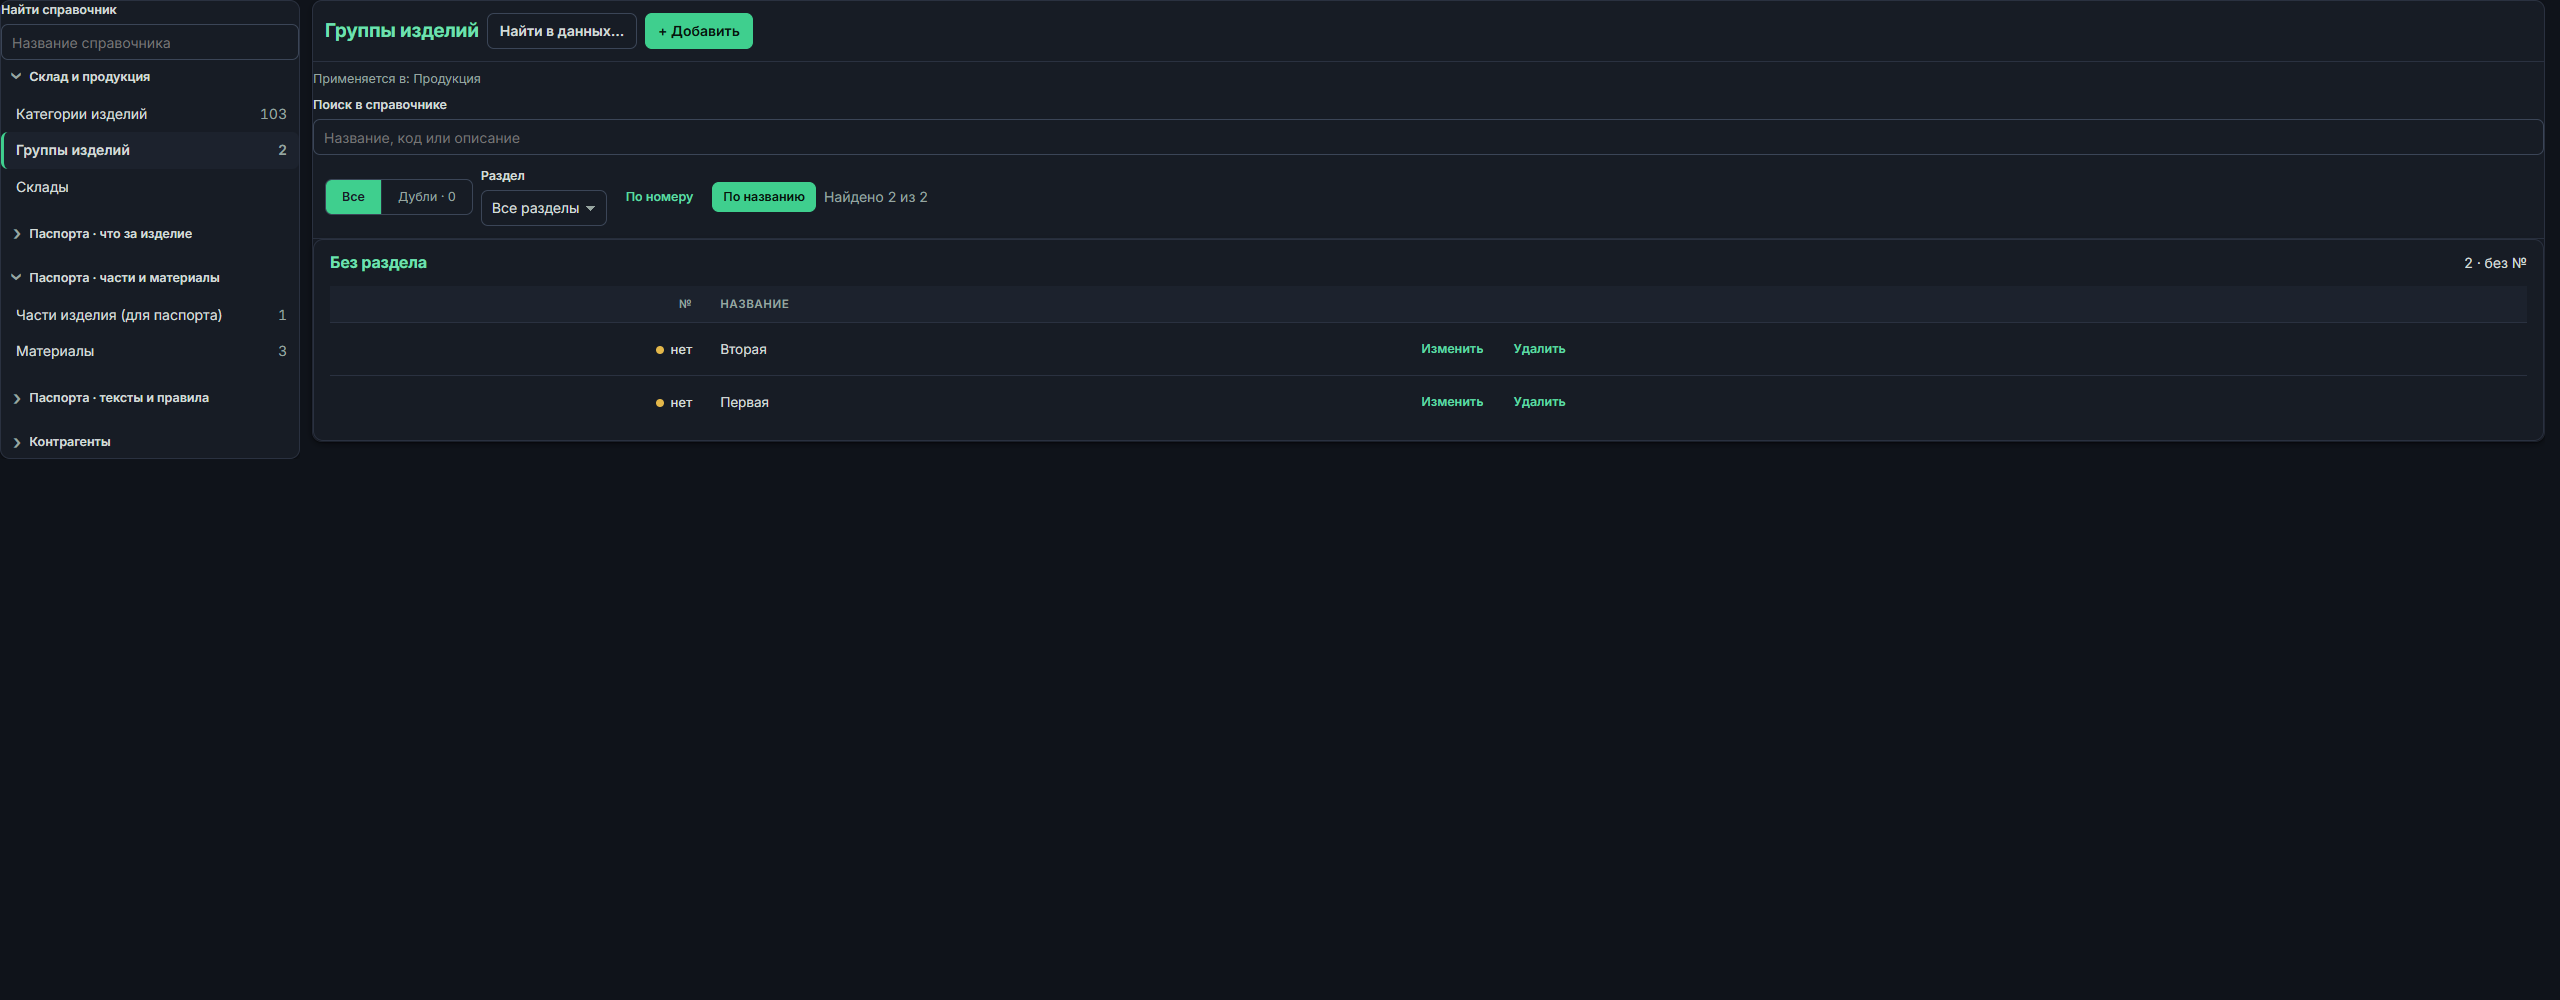 Найти справочник
Название справочника
Склад и продукция
Категории изделий 103
Группы изделий 2
Склады
Паспорта · что за изделие
Паспорта · части и материалы
Части изделия (для паспорта) 1
Материалы 3
Паспорта · тексты и правила
Контрагенты
Группы изделий Найти в данных... + Добавить
Применяется в: Продукция
Поиск в справочнике
Название, код или описание
Раздел
Все Дубли · 0 Все разделы По номеру По названию Найдено 2 из 2
Без раздела 2 · без №
№ НАЗВАНИЕ
нет Вторая Изменить Удалить
нет Первая Изменить Удалить